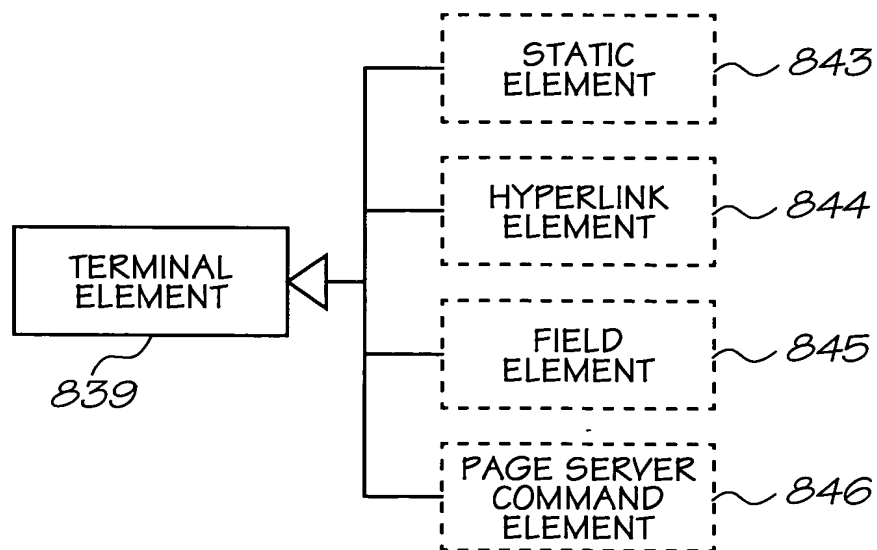 STATIC
ELEMENT
843
HYPERLINK
ELEMENT
844
TERMINAL
ELEMENT
839
FIELD
ELEMENT
845
PAGE SERVER
COMMAND
ELEMENT
846